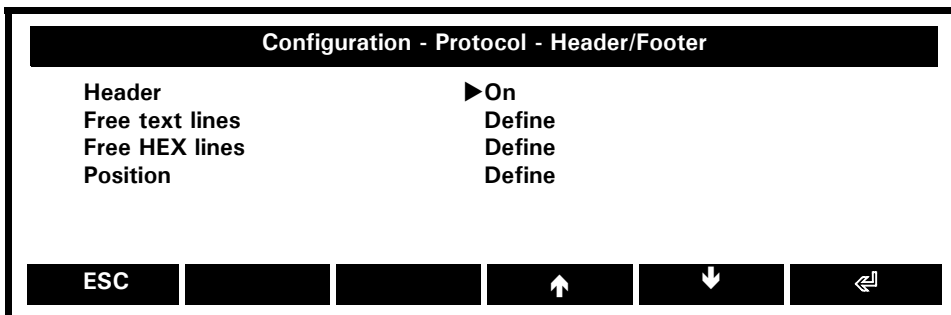 Configuration - Protocol - Header/Footer
Header ▶On
Free text lines Define
Free HEX lines Define
Position Define
ESC ↑ ↓ ↵